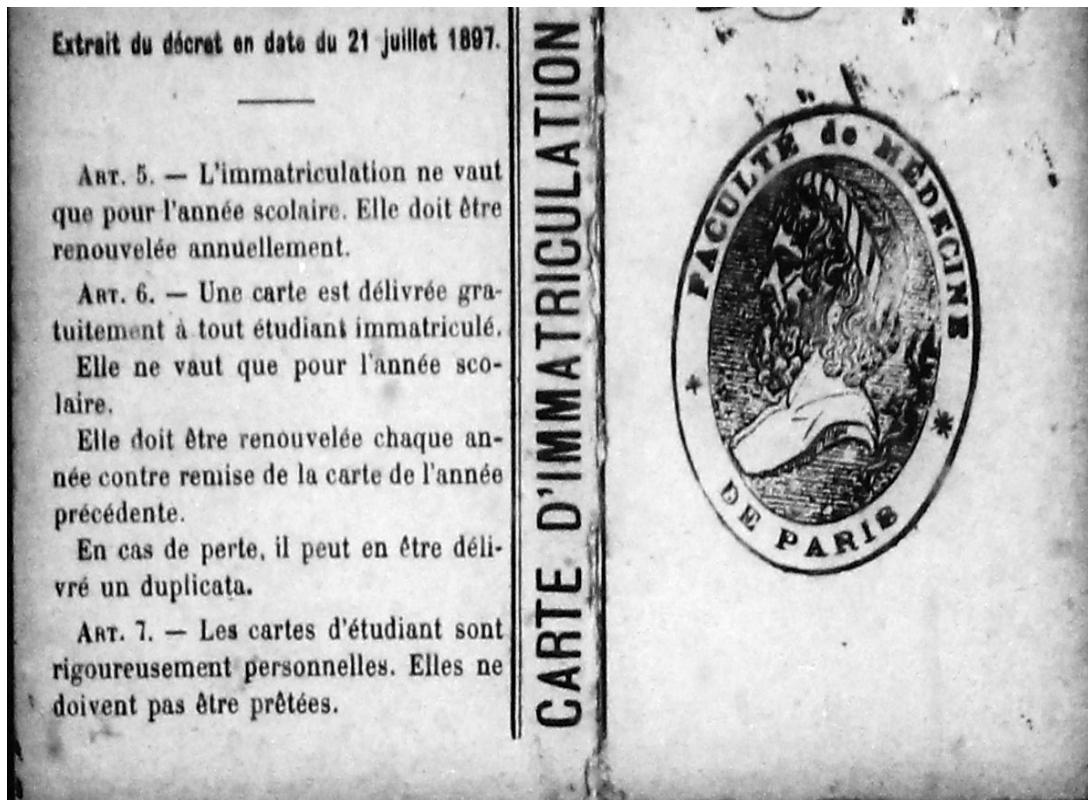 Extrait du décret en date du 21 juillet 1897.
ART. 5. — L'immatriculation ne vaut
que pour l'année scolaire. Elle doit être
renouvelée annuellement.
ART. 6. — Une carte est délivrée gra-
tuitement à tout étudiant immatriculé.
Elle ne vaut que pour l'année sco-
laire.
Elle doit être renouvelée chaque an-
née contre remise de la carte de l'année
précédente.
En cas de perte, il peut en être déli-
vré un duplicata.
ART. 7. — Les cartes d'étudiant sont
rigoureusement personnelles. Elles ne
doivent pas être prêtées.
CARTE D'IMMATRICULATION
FACULTÉ de MÉDECINE
DE PARIS